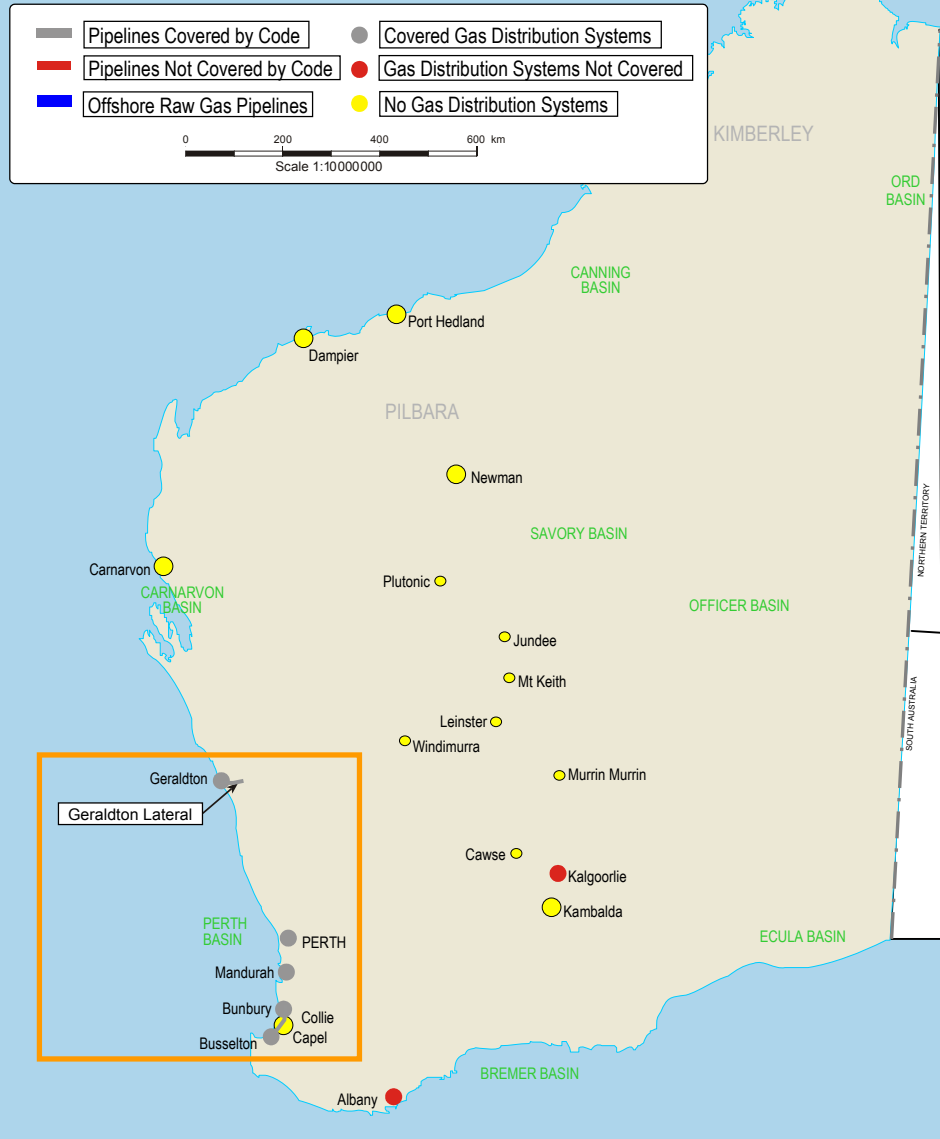 Pipelines Covered by Code
Covered Gas Distribution Systems
Pipelines Not Covered by Code
Gas Distribution Systems Not Covered
Offshore Raw Gas Pipelines
No Gas Distribution Systems
0 200 400 600 km
Scale 1:10000000
KIMBERLEY
ORD
BASIN
CANNING
BASIN
Port Hedland
Dampier
PILBARA
Newman
NORTHERN TERRITORY
SAVORY BASIN
Carnarvon
Plutonic
CARNARVON
BASIN
OFFICER BASIN
Jundee
Mt Keith
SOUTH AUSTRALIA
Leinster
Windimurra
Geraldton
Murrin Murrin
Geraldton Lateral
Cawse
Kalgoorlie
Kambalda
PERTH
BASIN
PERTH
ECULA BASIN
Mandurah
Bunbury
Collie
Capel
Busselton
BREMER BASIN
Albany